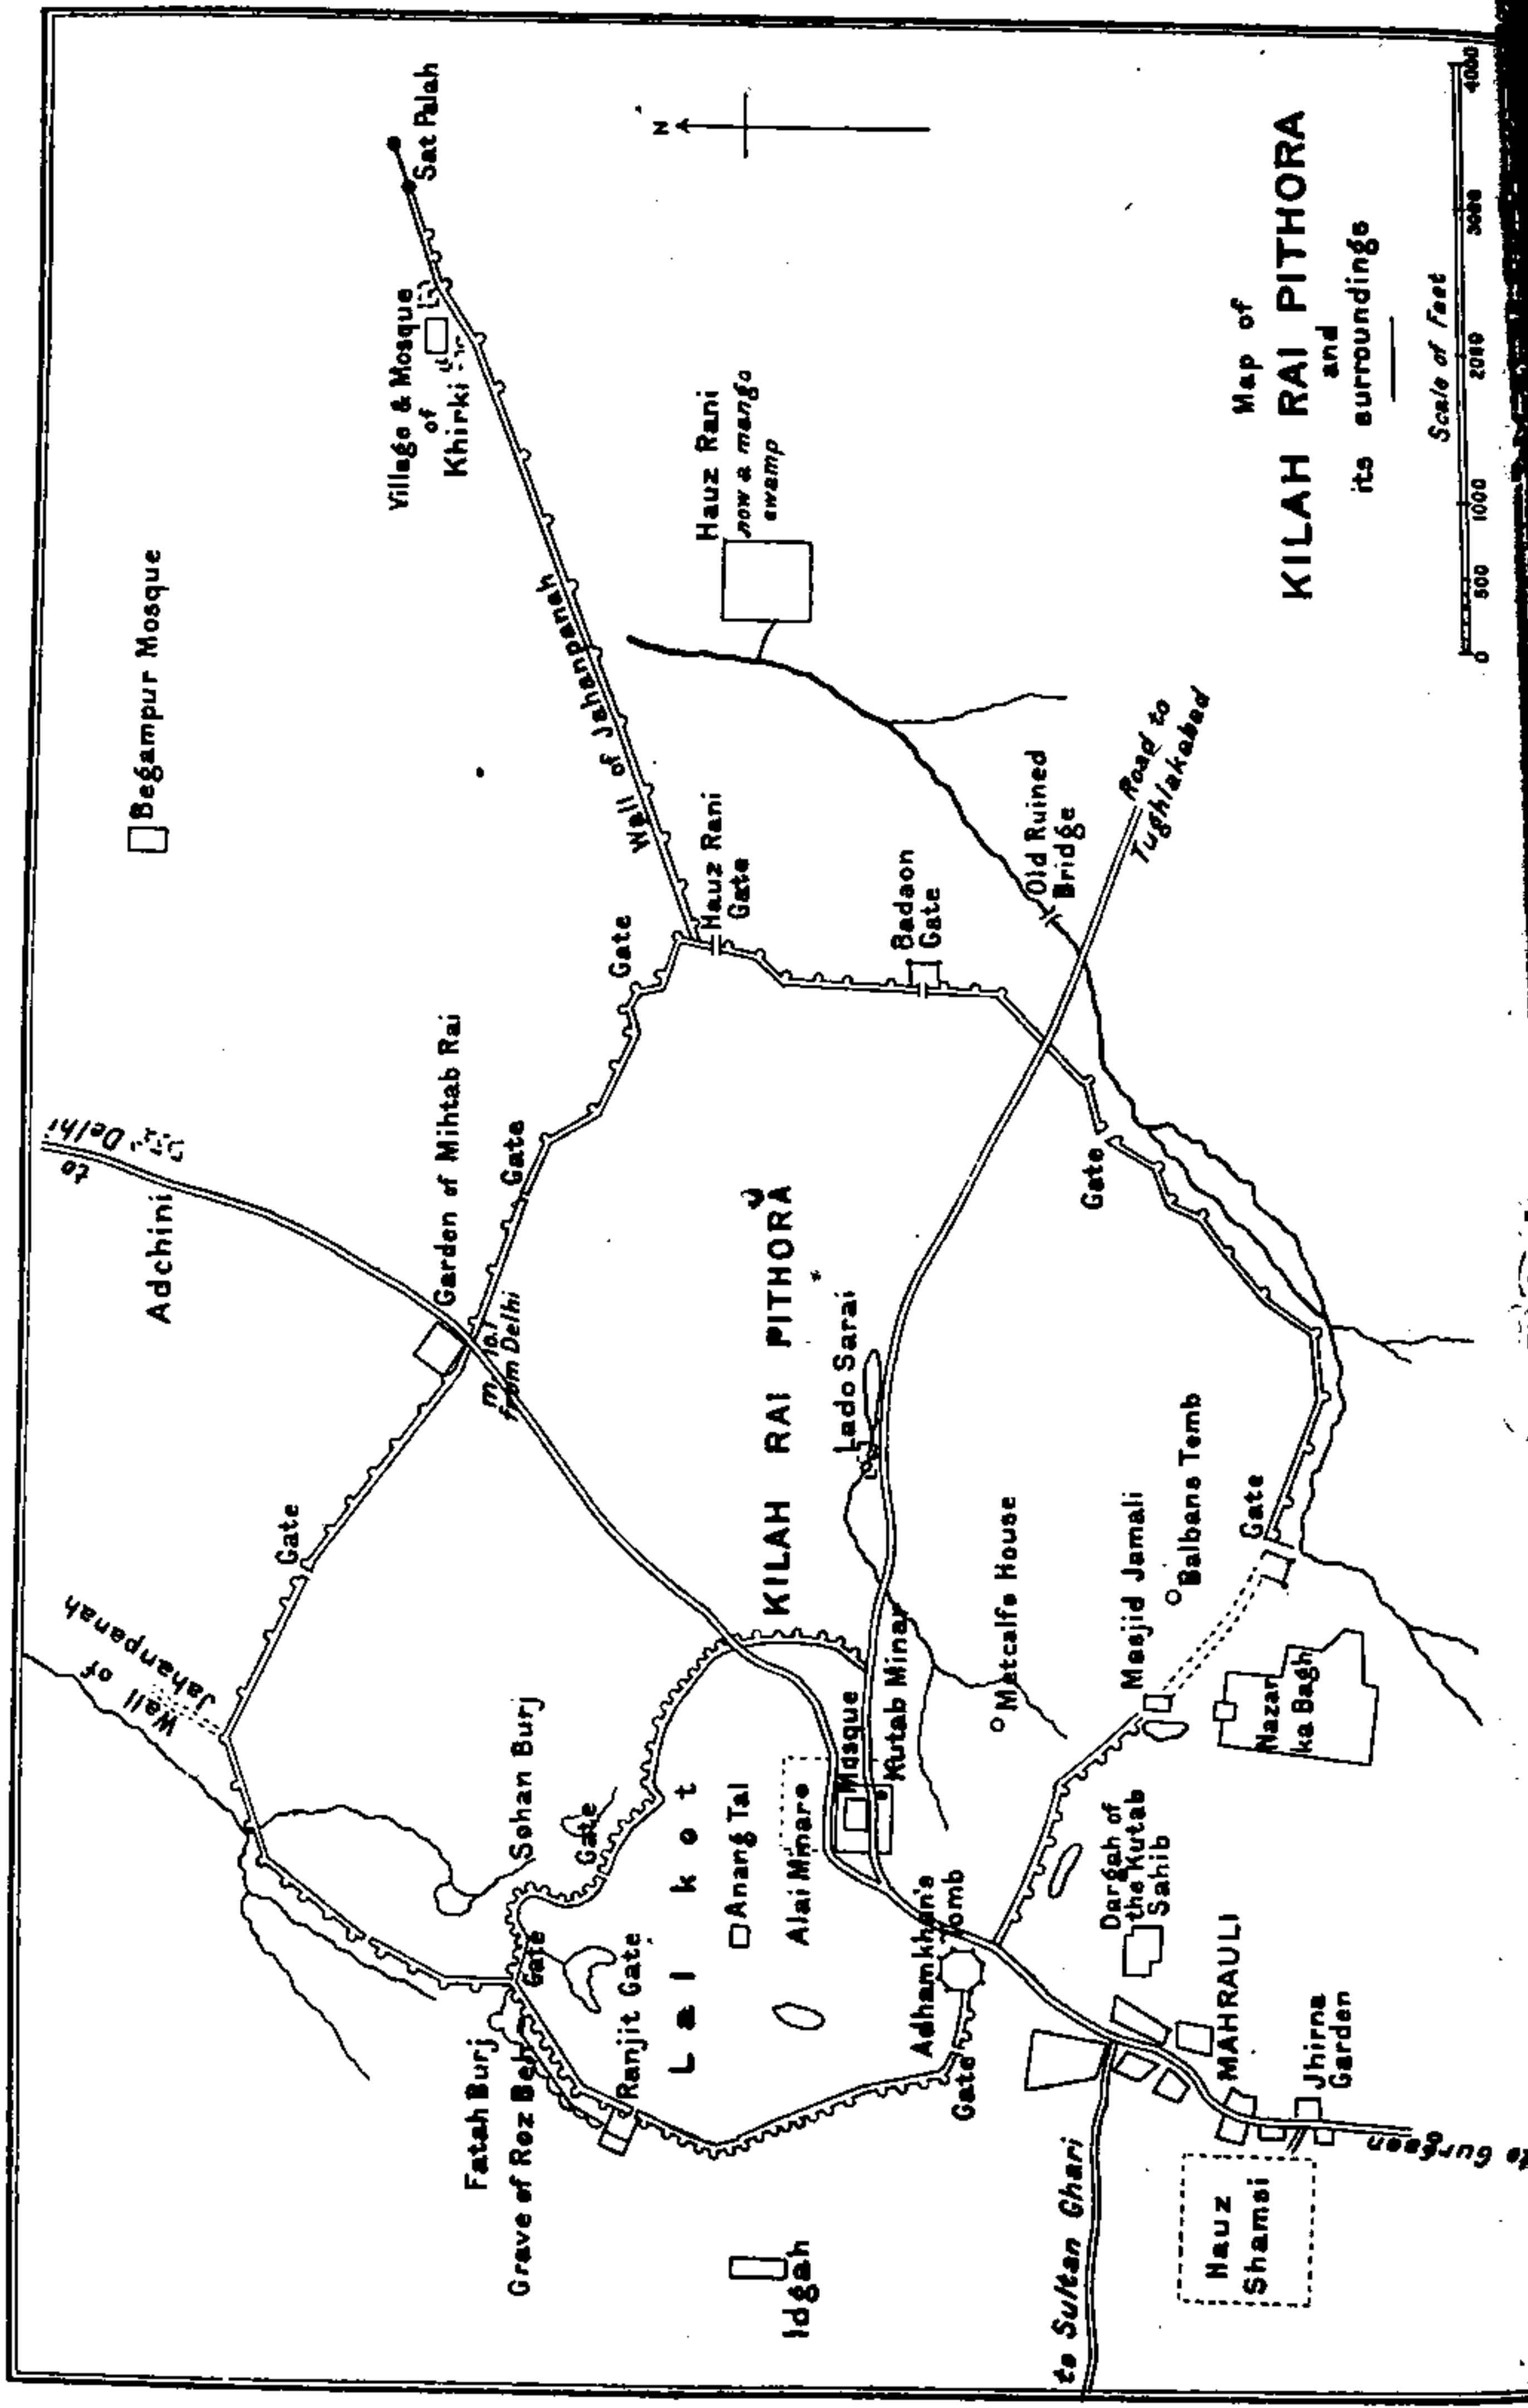 Map of
KILAH RAI PITHORA
and
its surroundings
Scale of Feet
0 500 1000 2000 3000 4000
N
Wall of
Jahanpanah
Adchini
to Delhi
Begampur Mosque
Village & Mosque
of
Khirki
Sat Palah
Gate
Garden of Mihtab Rai
m. 10.1
from Delhi
Gate
Gate
Wall of Jahanpanah
Hauz Rani
Gate
Hauz Rani
now a mango
swamp
Fatah Burj
Grave of Roz Beh
Gate
Sohan Burj
Gate
Ranjit Gate
Lal kot
Anang Tal
Alai Minare
Mosque
Kutab Minar
KILAH RAI PITHORA
Lado Sarai
Badaon
Gate
Old Ruined
Bridge
Road to
Tughlakabad
Idgah
Gate
Adhamkhan's
Tomb
Metcalfe House
Masjid Jamali
Balbans Tomb
Gate
Gate
Dargah of
the Kutab
Sahib
Nazar
ka Bagh
to Sultan Ghari
MAHRAULI
Jhirna
Garden
Hauz
Shamsi
to Gurgaon